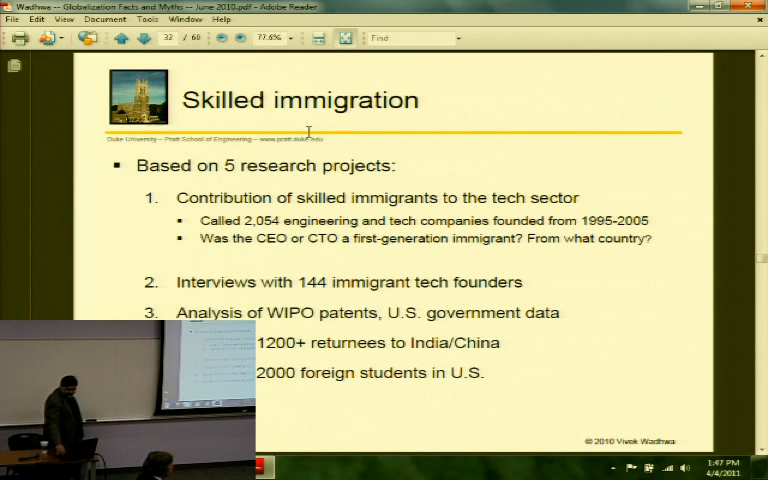 Wadhwa -- Globalization Facts and Myths -- June 2010.pdf - Adobe Reader
File Edit View Document Tools Window Help
32 / 60 77.6% Find
Skilled immigration
Duke University – Pratt School of Engineering – www.pratt.duke.edu
▪ Based on 5 research projects:
1. Contribution of skilled immigrants to the tech sector
▪ Called 2,054 engineering and tech companies founded from 1995-2005
▪ Was the CEO or CTO a first-generation immigrant? From what country?
2. Interviews with 144 immigrant tech founders
3. Analysis of WIPO patents, U.S. government data
1200+ returnees to India/China
2000 foreign students in U.S.
© 2010 Vivek Wadhwa
1:47 PM
4/4/2011